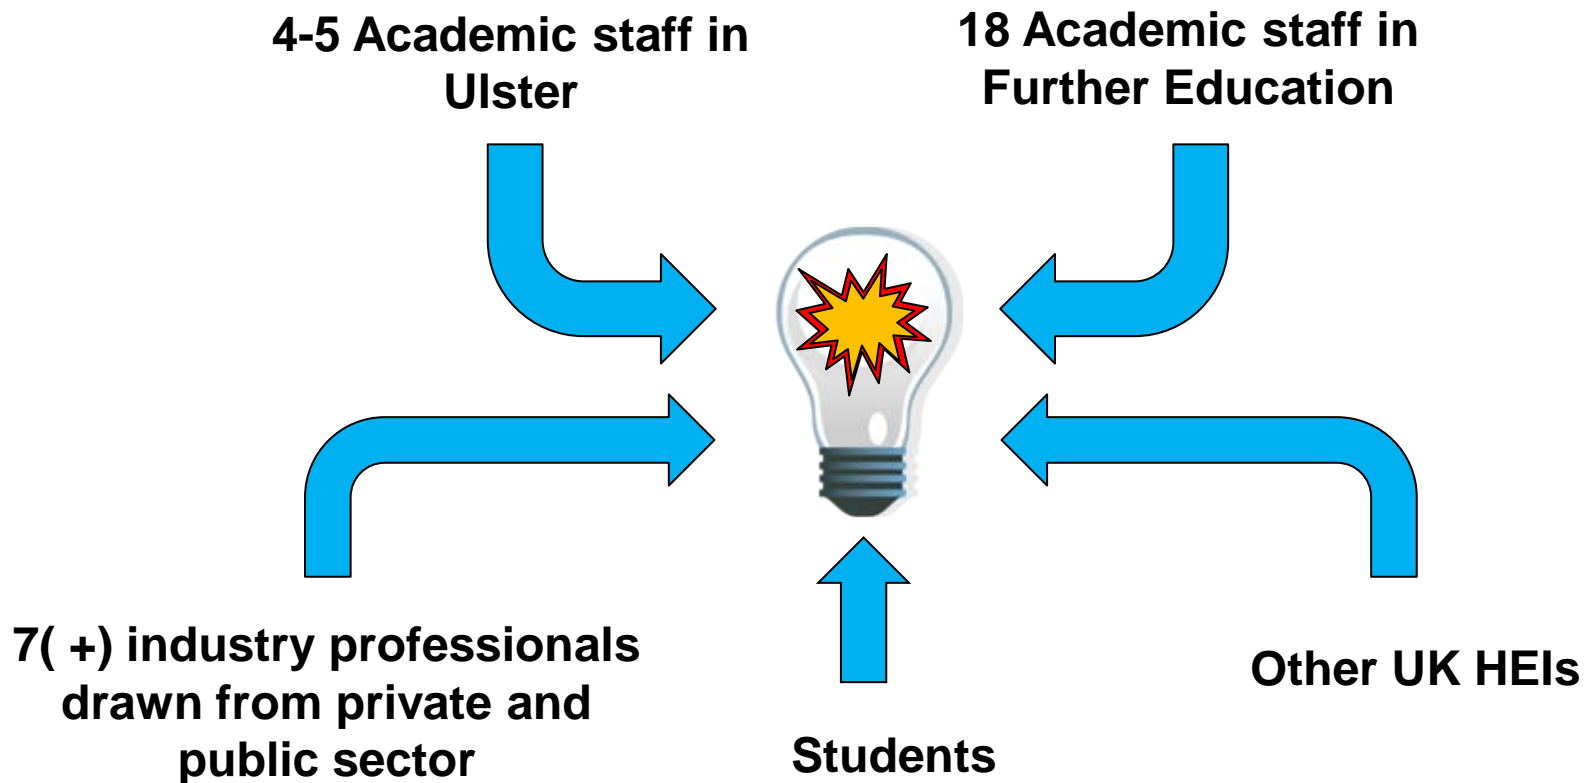 4-5 Academic staff in
Ulster
18 Academic staff in
Further Education
7( +) industry professionals
drawn from private and
public sector
Students
Other UK HEIs